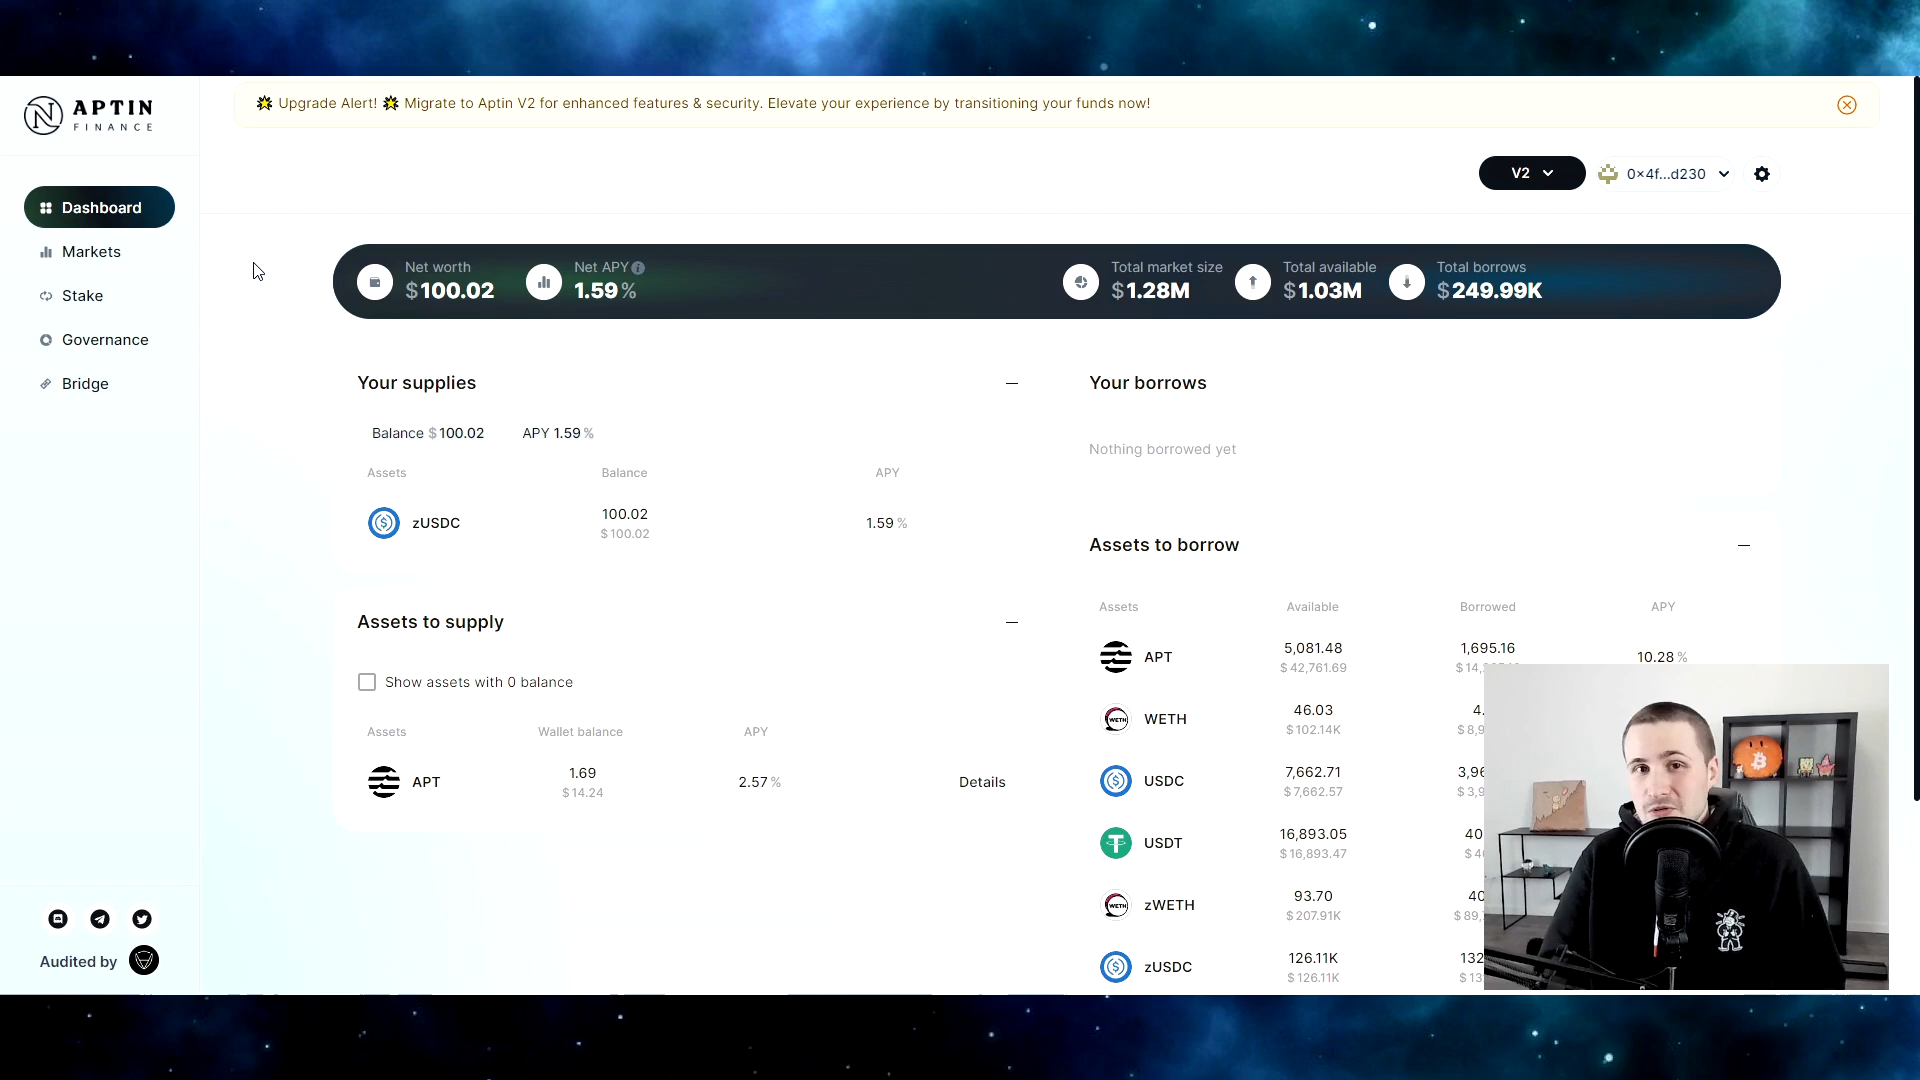 APTIN
FINANCE
Upgrade Alert! Migrate to Aptin V2 for enhanced features & security. Elevate your experience by transitioning your funds now!
V2
0×4f...d230
Dashboard
Markets
Stake
Governance
Bridge
Net worth
$100.02
Net APY
1.59%
Total market size
$1.28M
Total available
$1.03M
Total borrows
$249.99K
Your supplies
Balance $100.02 APY 1.59%
Assets Balance APY
zUSDC 100.02 1.59%
$100.02
Assets to supply
Show assets with 0 balance
Assets Wallet balance APY
APT 1.69 2.57% Details
$14.24
Your borrows
Nothing borrowed yet
Assets to borrow
Assets Available Borrowed APY
APT 5,081.48 1,695.16 10.28%
$42,761.69
WETH 46.03
$102.14K
USDC 7,662.71
$7,662.57
USDT 16,893.05
$16,893.47
zWETH 93.70
$207.91K
zUSDC 126.11K
$126.11K
Audited by